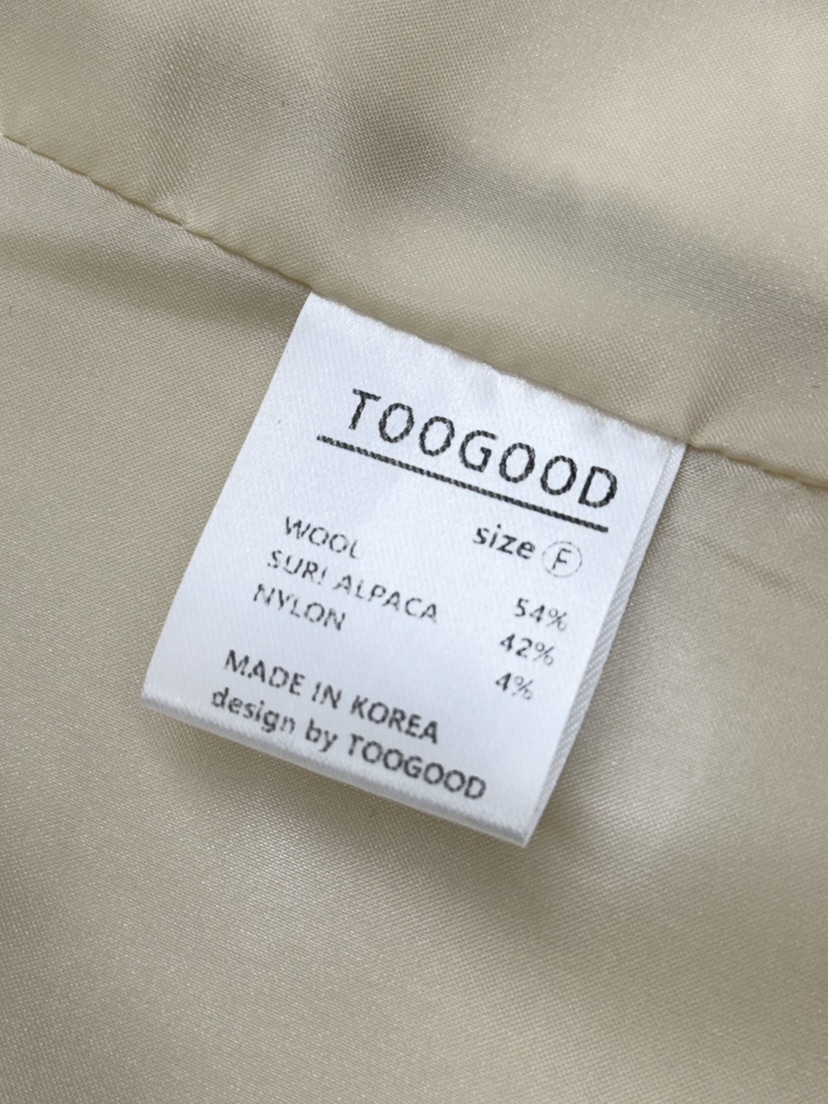 TOOGOOD
size F
WOOL 54%
SURI ALPACA 42%
NYLON 4%
MADE IN KOREA
design by TOOGOOD